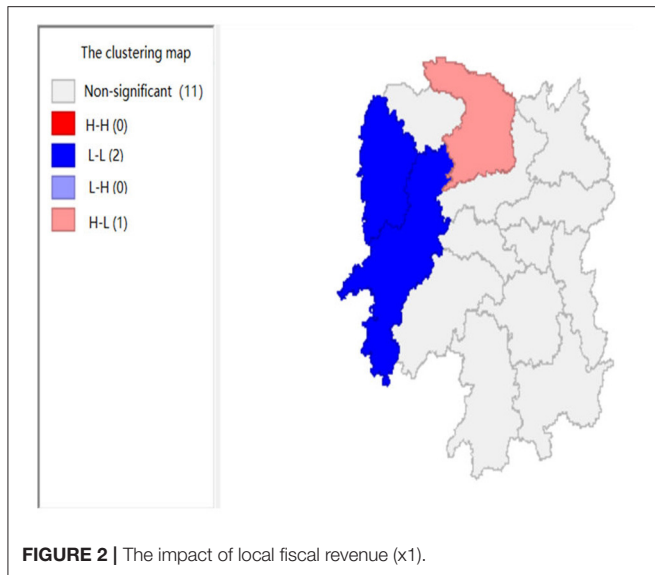 The clustering map
Non-significant (11)
H-H (0)
L-L (2)
L-H (0)
H-L (1)
FIGURE 2 | The impact of local fiscal revenue (x1).